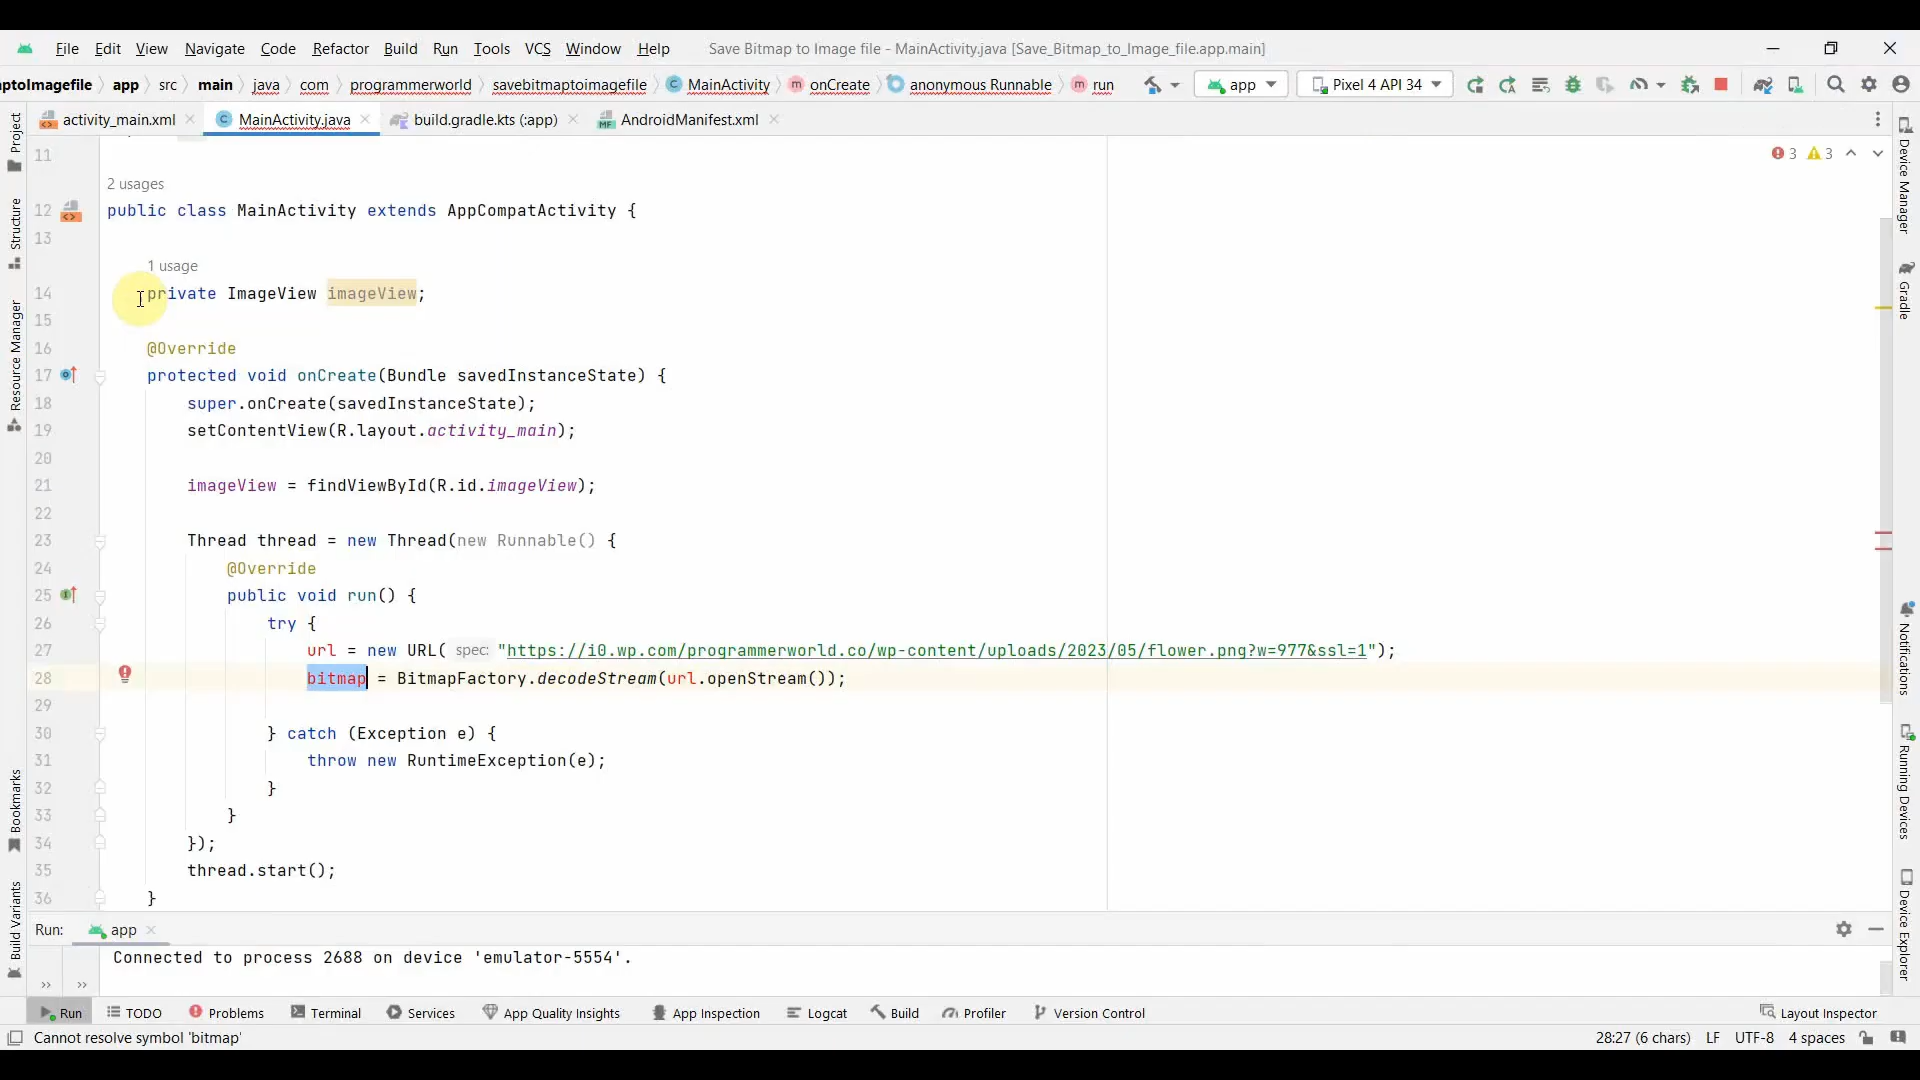 File Edit View Navigate Code Refactor Build Run Tools VCS Window Help Save Bitmap to Image file - MainActivity.java [Save_Bitmap_to_Image_file.app.main]
ptoImagefile app src main java com programmerworld savebitmaptoimagefile MainActivity onCreate anonymous Runnable run app Pixel 4 API 34
activity_main.xml MainActivity.java build.gradle.kts (:app) AndroidManifest.xml
3 3
11
2 usages
12 public class MainActivity extends AppCompatActivity {
13
1 usage
14 private ImageView imageView;
15
16 @Override
17 protected void onCreate(Bundle savedInstanceState) {
18 super.onCreate(savedInstanceState);
19 setContentView(R.layout.activity_main);
20
21 imageView = findViewById(R.id.imageView);
22
23 Thread thread = new Thread(new Runnable() {
24 @Override
25 public void run() {
26 try {
27 url = new URL( spec: "https://i0.wp.com/programmerworld.co/wp-content/uploads/2023/05/flower.png?w=977&ssl=1");
28 bitmap = BitmapFactory.decodeStream(url.openStream());
29
30 } catch (Exception e) {
31 throw new RuntimeException(e);
32 }
33 }
34 });
35 thread.start();
36 }
Project
Structure
Resource Manager
Bookmarks
Build Variants
Device Manager
Gradle
Notifications
Running Devices
Device Explorer
Run: app
Connected to process 2688 on device 'emulator-5554'.
Run TODO Problems Terminal Services App Quality Insights App Inspection Logcat Build Profiler Version Control Layout Inspector
Cannot resolve symbol 'bitmap' 28:27 (6 chars) LF UTF-8 4 spaces